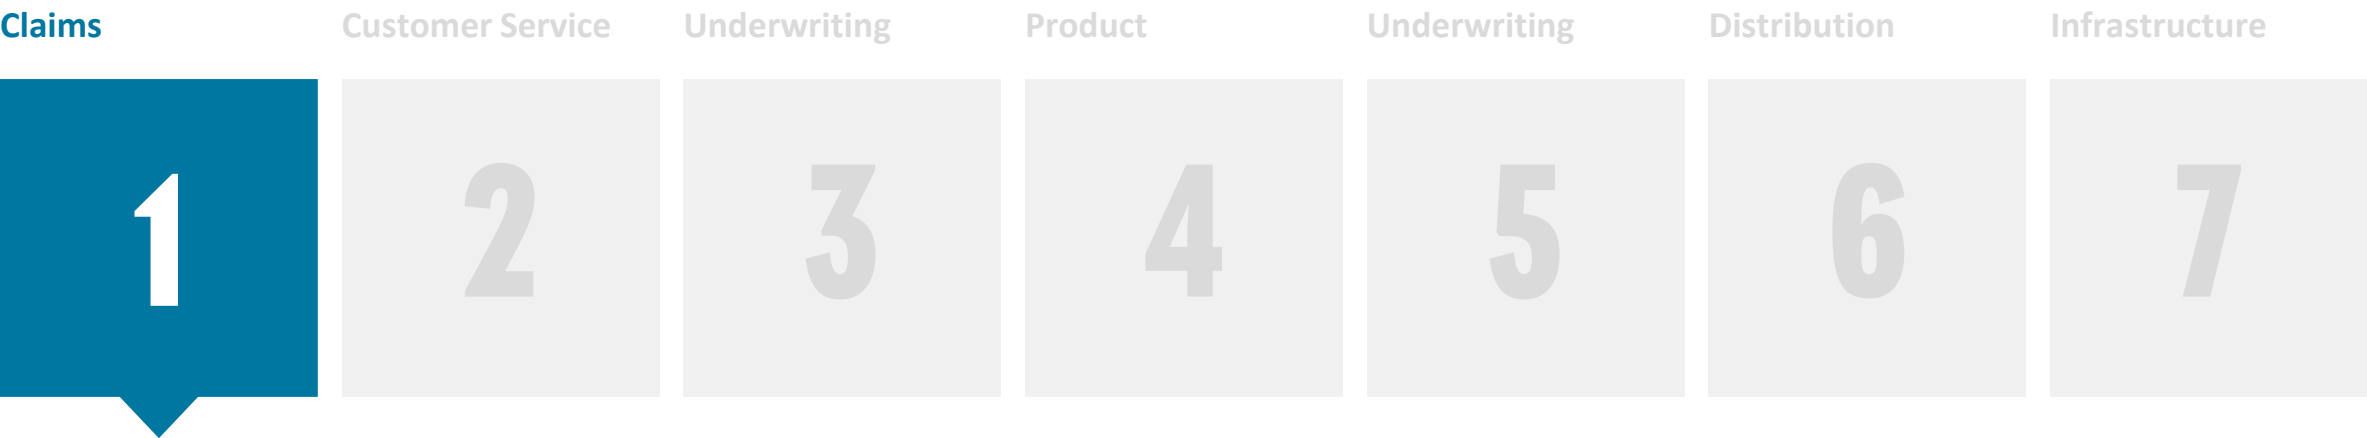 Claims Customer Service Underwriting Product Underwriting Distribution Infrastructure
1 2 3 4 5 6 7